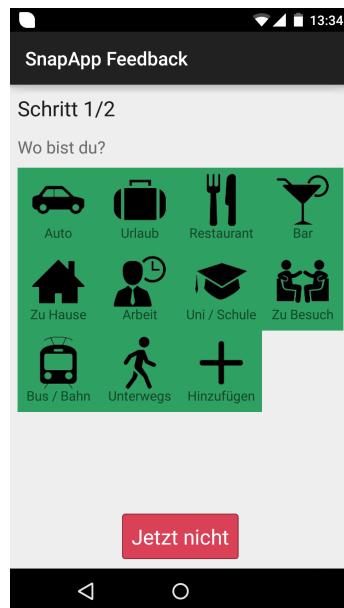 13:34
SnapApp Feedback
Schritt 1/2
Wo bist du?
Auto Urlaub Restaurant Bar
Zu Hause Arbeit Uni / Schule Zu Besuch
Bus / Bahn Unterwegs Hinzufügen
Jetzt nicht